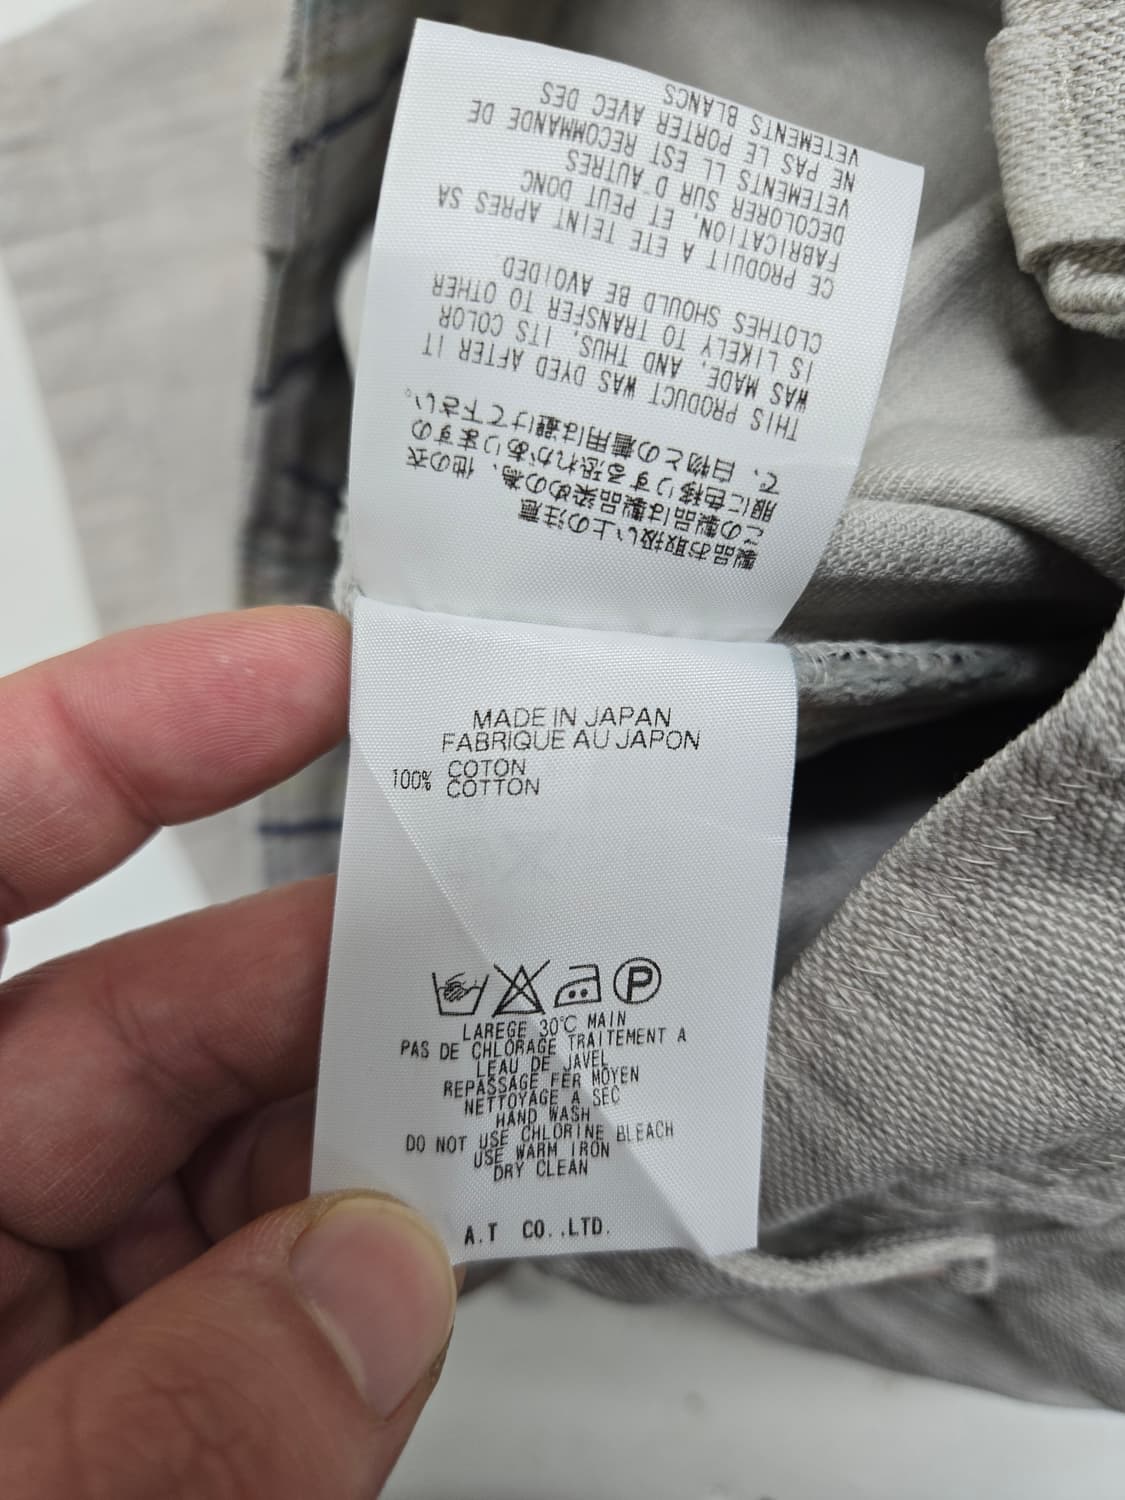 製品お取扱い上の注意
この製品は製品染めの為、他の衣
服に色移りする恐れがありますの
で、白物との着用は避けて下さい。
THIS PRODUCT WAS DYED AFTER IT
WAS MADE, AND THUS, ITS COLOR
IS LIKELY TO TRANSFER TO OTHER
CLOTHES SHOULD BE AVOIDED.
CE PRODUIT A ETE TEINT APRES SA
FABRICATION, ET PEUT DONC
DECOLORER SUR D AUTRES
VETEMENTS LL EST RECOMMANDE DE
NE PAS LE PORTER AVEC DES
VETEMENTS BLANCS
MADE IN JAPAN
FABRIQUE AU JAPON
100% COTON
COTTON
P
LAREGE 30℃ MAIN
PAS DE CHLORAGE TRAITEMENT A
LEAU DE JAVEL
REPASSAGE FER MOYEN
NETTOYAGE A SEC
HAND WASH
DO NOT USE CHLORINE BLEACH
USE WARM IRON
DRY CLEAN
A.T CO.,LTD.